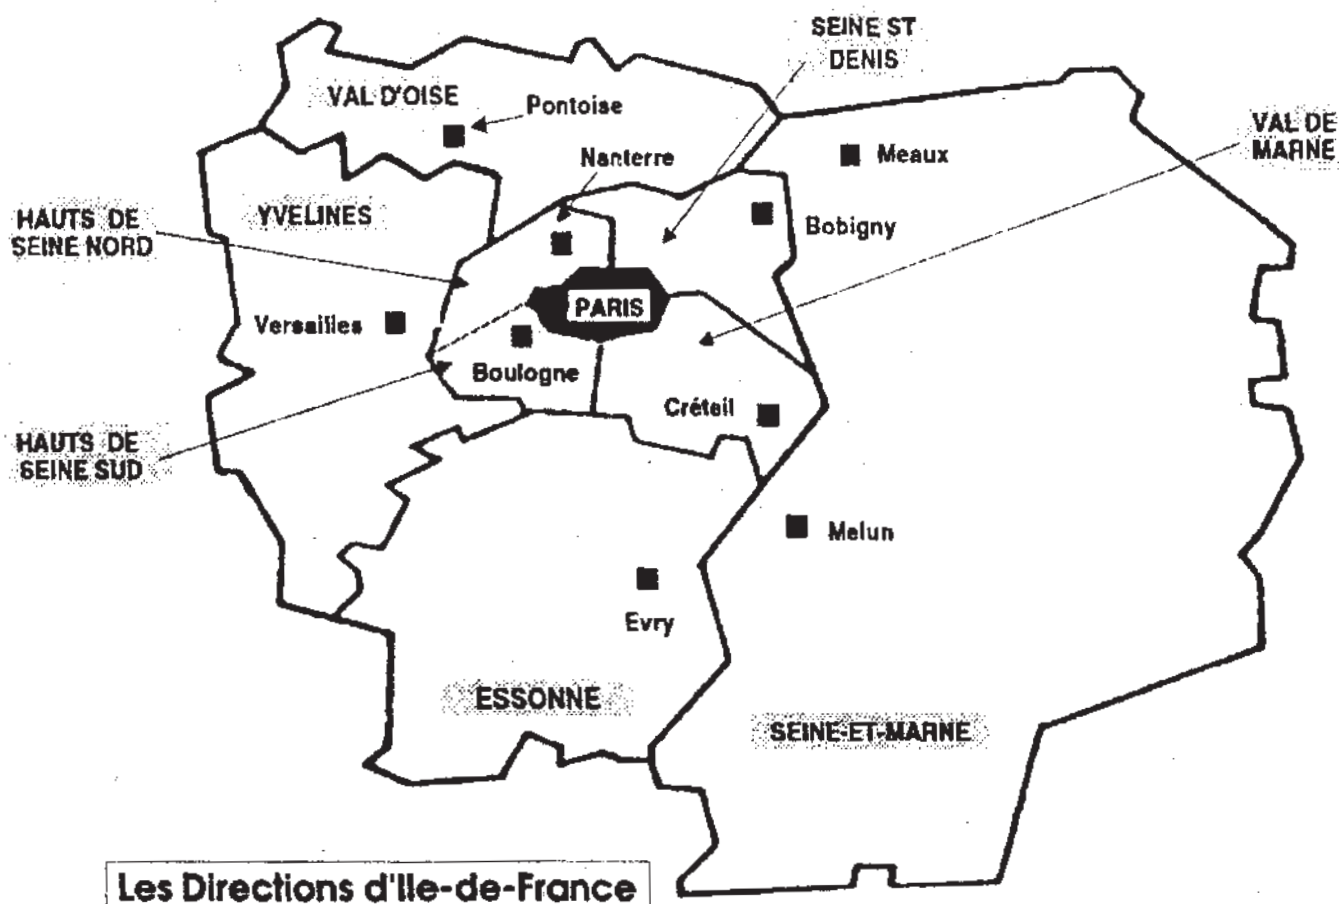 SEINE ST
DENIS
VAL D'OISE
Pontoise
VAL DE
MARNE
Nanterre
Meaux
HAUTS DE
SEINE NORD
YVELINES
Bobigny
PARIS
Versailles
Boulogne
Créteil
HAUTS DE
SEINE SUD
Melun
Evry
ESSONNE
SEINE-ET-MARNE
Les Directions d'Ile-de-France